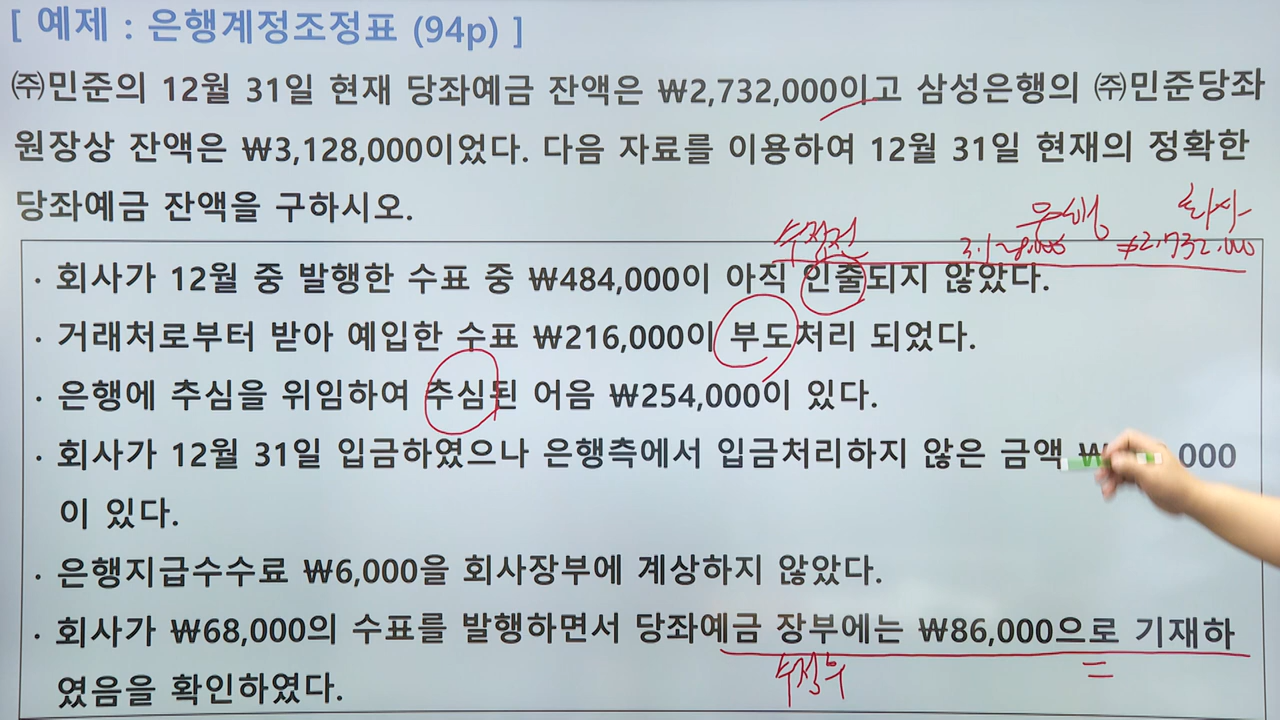 [ 예제 : 은행계정조정표 (94p) ]
㈜민준의 12월 31일 현재 당좌예금 잔액은 ₩2,732,000이고 삼성은행의 ㈜민준당좌
원장상 잔액은 ₩3,128,000이었다. 다음 자료를 이용하여 12월 31일 현재의 정확한
당좌예금 잔액을 구하시오.
수정전 은행 회사
3,128,000 ₩2,732,000
· 회사가 12월 중 발행한 수표 중 ₩484,000이 아직 인출되지 않았다.
· 거래처로부터 받아 예입한 수표 ₩216,000이 부도처리 되었다.
· 은행에 추심을 위임하여 추심된 어음 ₩254,000이 있다.
· 회사가 12월 31일 입금하였으나 은행측에서 입금처리하지 않은 금액
이 있다.
· 은행지급수수료 ₩6,000을 회사장부에 계상하지 않았다.
· 회사가 ₩68,000의 수표를 발행하면서 당좌예금 장부에는 ₩86,000으로 기재하
였음을 확인하였다.
수정후